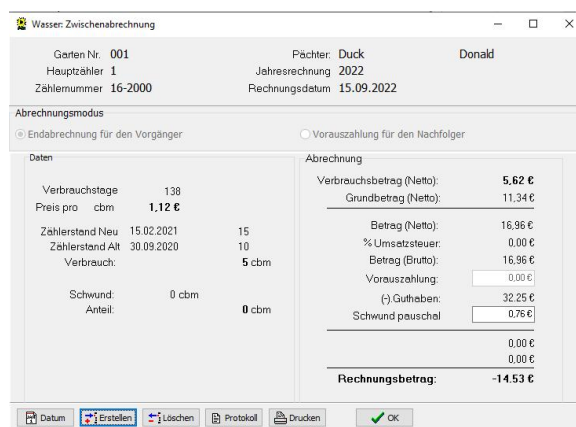 Wasser: Zwischenabrechnung
Garten Nr. 001 Pächter: Duck Donald
Hauptzähler 1 Jahresrechnung 2022
Zählernummer 16-2000 Rechnungsdatum 15.09.2022
Abrechnungsmodus
Endabrechnung für den Vorgänger Vorauszahlung für den Nachfolger
Daten
Verbrauchstage 138
Preis pro cbm 1,12 €
Zählerstand Neu 15.02.2021 15
Zählerstand Alt 30.09.2020 10
Verbrauch: 5 cbm
Schwund: 0 cbm
Anteil: 0 cbm
Abrechnung
Verbrauchsbetrag (Netto): 5,62 €
Grundbetrag (Netto): 11,34 €
Betrag (Netto): 16,96 €
% Umsatzsteuer: 0,00 €
Betrag (Brutto): 16,96 €
Vorauszahlung: 0,00 €
(-).Guthaben: 32.25 €
Schwund pauschal 0,76 €
0,00 €
0,00 €
Rechnungsbetrag: -14.53 €
Datum Erstellen Löschen Protokoll Drucken OK